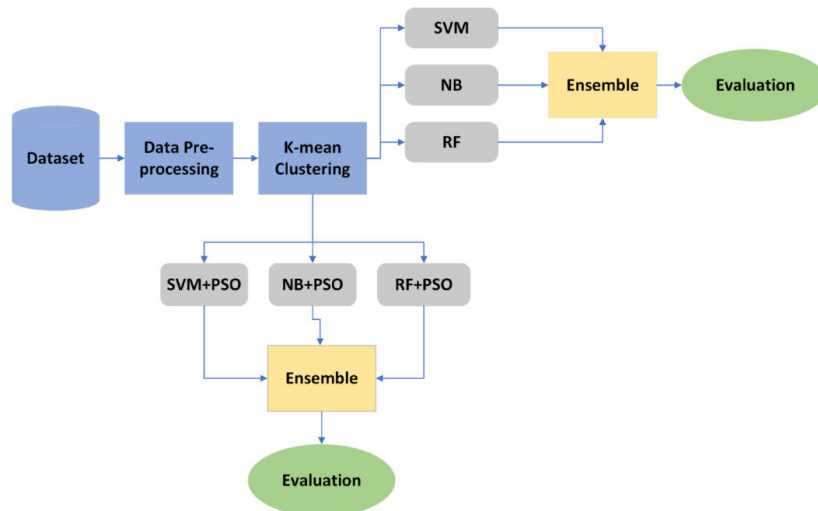 SVM
NB
RF
Ensemble
Evaluation
Dataset
Data Pre-
processing
K-mean
Clustering
SVM+PSO
NB+PSO
RF+PSO
Ensemble
Evaluation